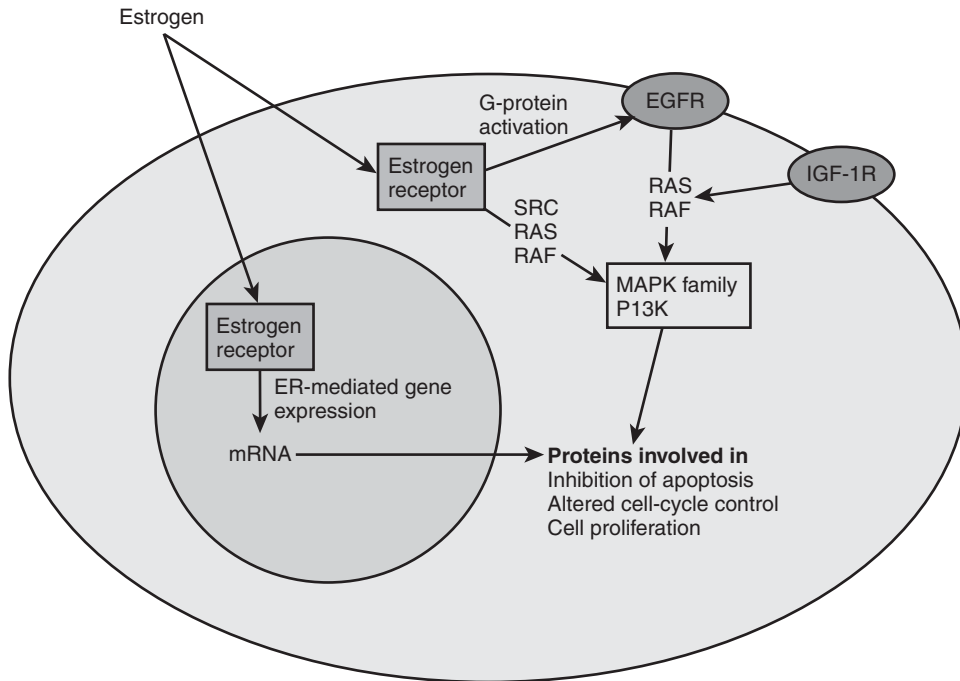 Estrogen
G-protein
activation
EGFR
Estrogen
receptor
IGF-1R
RAS
RAF
SRC
RAS
RAF
MAPK family
P13K
Estrogen
receptor
ER-mediated gene
expression
mRNA
Proteins involved in
Inhibition of apoptosis
Altered cell-cycle control
Cell proliferation